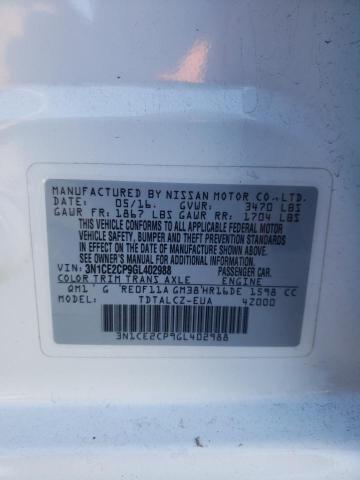 MANUFACTURED BY NISSAN MOTOR CO.,LTD.
DATE: 05/16. GVWR: 3470 LBS
GAWR FR: 1867 LBS GAWR RR: 1704 LBS
THIS VEHICLE CONFORMS TO ALL APPLICABLE FEDERAL MOTOR
VEHICLE SAFETY, BUMPER AND THEFT PREVENTION STANDARDS
IN EFFECT ON THE DATE OF MANUFACTURE SHOWN ABOVE.
SEE OWNER'S MANUAL FOR MORE DETAILS.
VIN: 3N1CE2CP9GL402988 PASSENGER CAR.
COLOR TRIM TRANS AXLE ENGINE
QM1 G RE0F11A GM38 HR16DE 1598 CC
MODEL: TDTALCZ-EUA 42000
3N1CE2CP9GL402988